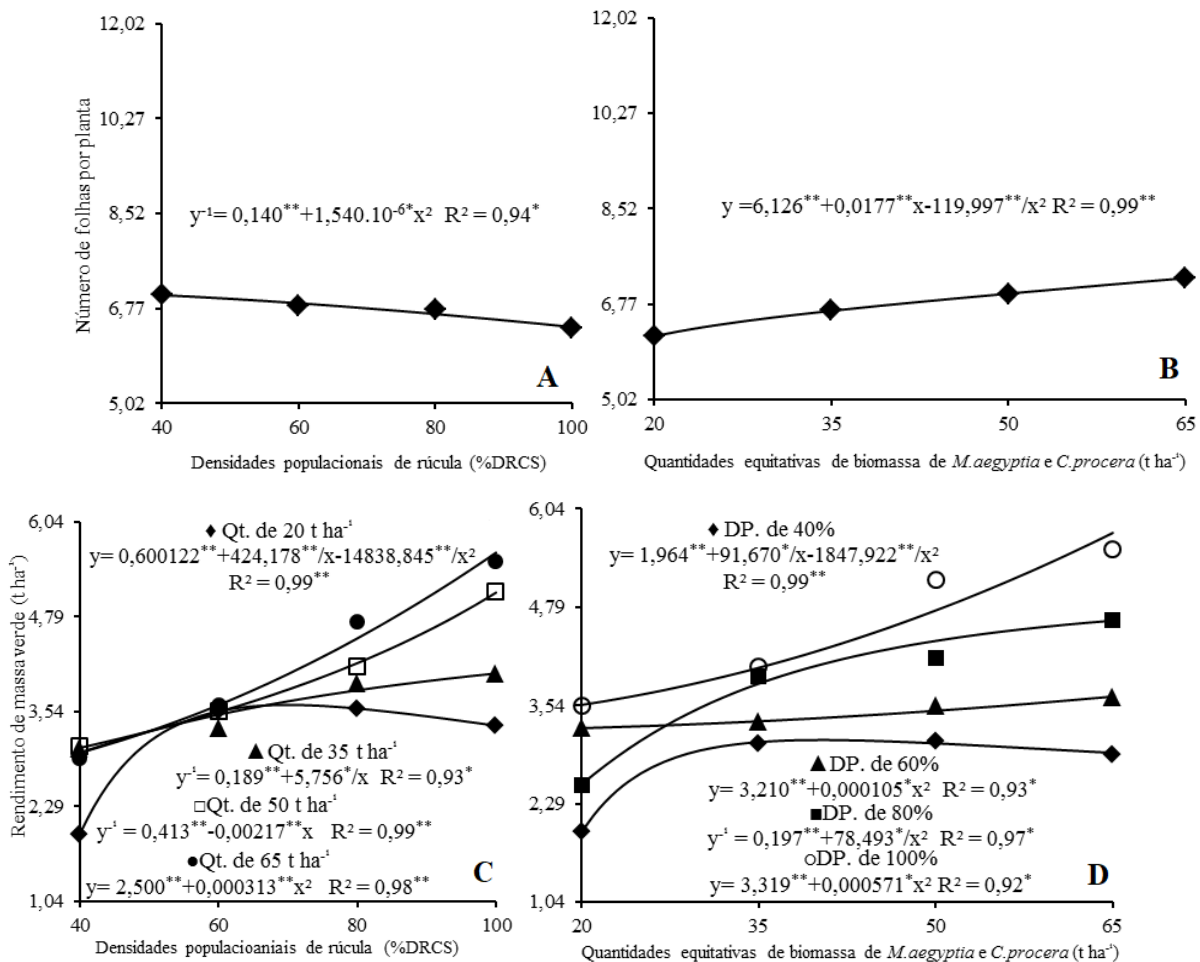 Número de folhas por planta
12,02
10,27
8,52
6,77
5,02
y⁻¹= 0,140**+1,540.10⁻⁶*x² R² = 0,94*
A
40 60 80 100
Densidades populacionais de rúcula (%DRCS)
12,02
10,27
8,52
6,77
5,02
y =6,126**+0,0177**x-119,997**/x² R² = 0,99**
B
20 35 50 65
Quantidades equitativas de biomassa de M.aegyptia e C.procera (t ha⁻¹)
Rendimento de massa verde (t ha⁻¹)
6,04
4,79
3,54
2,29
1,04
Qt. de 20 t ha⁻¹
y= 0,600122**+424,178**/x-14838,845**/x²
R² = 0,99**
Qt. de 35 t ha⁻¹
y⁻¹= 0,189**+5,756*/x R² = 0,93*
Qt. de 50 t ha⁻¹
y⁻¹ = 0,413**-0,00217**x R² = 0,99**
Qt. de 65 t ha⁻¹
y= 2,500**+0,000313**x² R² = 0,98**
C
40 60 80 100
Densidades populacioaniais de rúcula (%DRCS)
6,04
4,79
3,54
2,29
1,04
DP. de 40%
y= 1,964**+91,670*/x-1847,922**/x²
R² = 0,99**
DP. de 60%
y= 3,210**+0,000105*x² R² = 0,93*
DP. de 80%
y⁻¹ = 0,197**+78,493*/x² R² = 0,97*
DP. de 100%
y= 3,319**+0,000571*x² R² = 0,92*
D
20 35 50 65
Quantidades equitativas de biomassa de M.aegyptia e C.procera (t ha⁻¹)